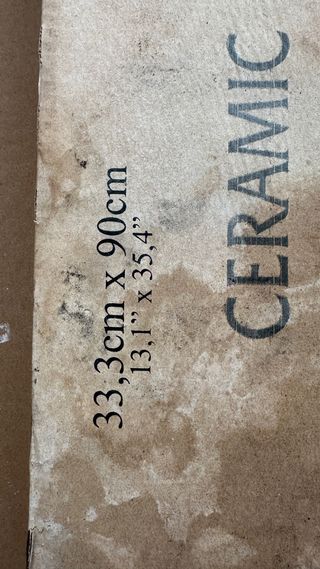 33,3cm x 90cm
13,1” x 35,4”
CERAMIC